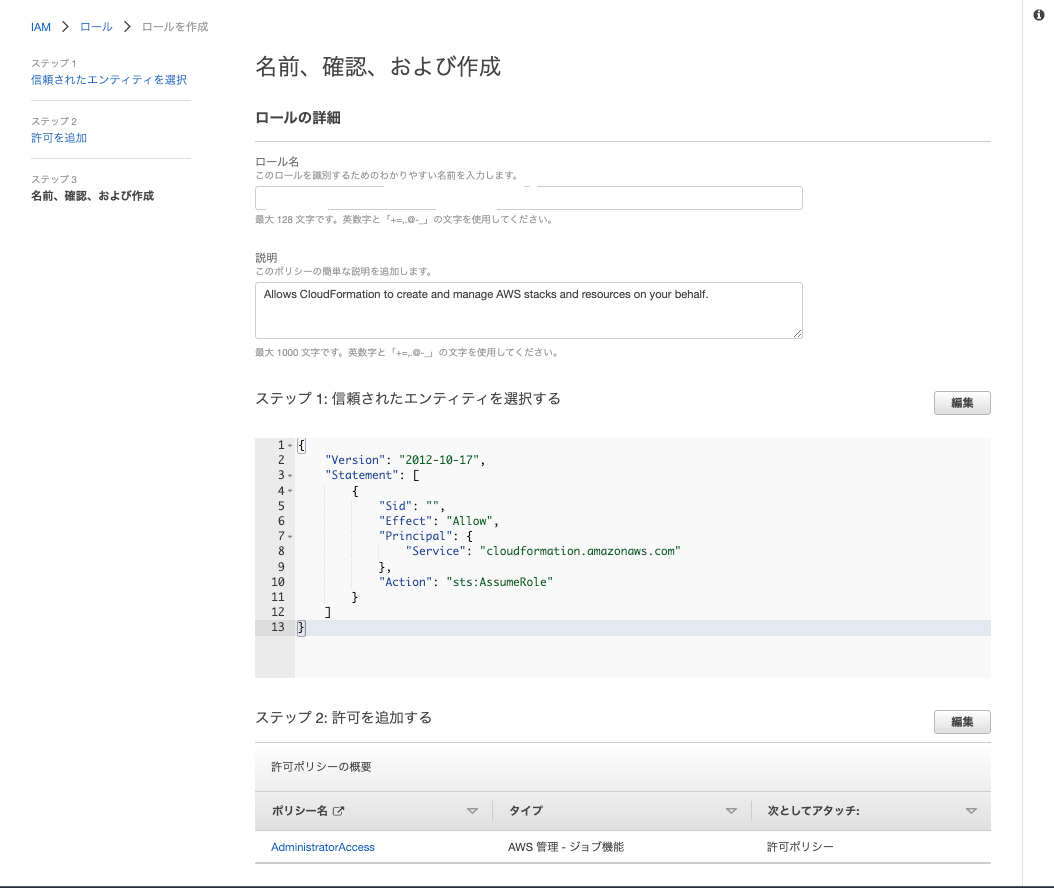 IAM > ロール > ロールを作成
ステップ 1
信頼されたエンティティを選択
ステップ 2
許可を追加
ステップ 3
名前、確認、および作成
名前、確認、および作成
ロールの詳細
ロール名
このロールを識別するためのわかりやすい名前を入力します。
最大 128 文字です。英数字と「+=,.@-_」の文字を使用してください。
説明
このポリシーの簡単な説明を追加します。
Allows CloudFormation to create and manage AWS stacks and resources on your behalf.
最大 1000 文字です。英数字と「+=,.@-_」の文字を使用してください。
ステップ 1: 信頼されたエンティティを選択する
編集
1 {
2 "Version": "2012-10-17",
3 "Statement": [
4 {
5 "Sid": "",
6 "Effect": "Allow",
7 "Principal": {
8 "Service": "cloudformation.amazonaws.com"
9 },
10 "Action": "sts:AssumeRole"
11 }
12 ]
13 }
ステップ 2: 許可を追加する
編集
許可ポリシーの概要
ポリシー名 タイプ 次としてアタッチ:
AdministratorAccess AWS 管理 - ジョブ機能 許可ポリシー